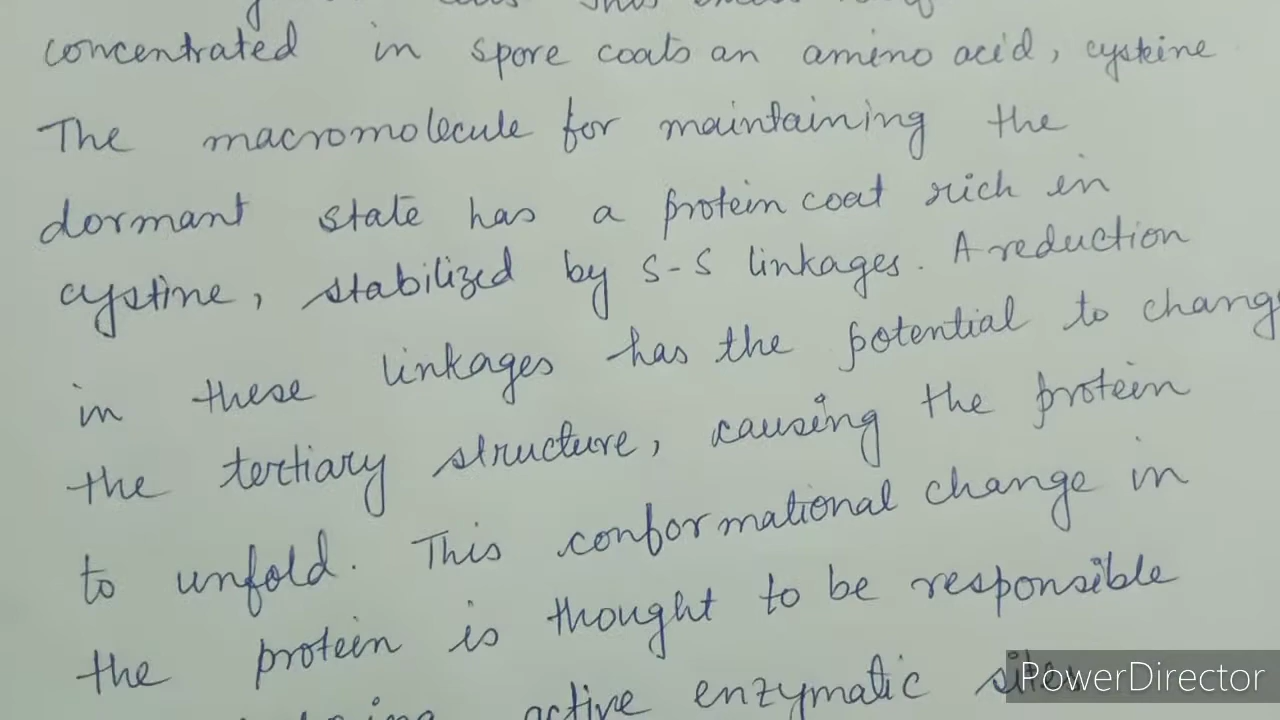 concentrated in spore coats an amino acid, cysteine
The macromolecule for maintaining the
dormant state has a protein coat rich in
cystine, stabilized by S-S linkages. A reduction
in these linkages has the potential to chang
the tertiary structure, causing the protein
to unfold. This conformational change in
the protein is thought to be responsible
active enzymatic sites
PowerDirector